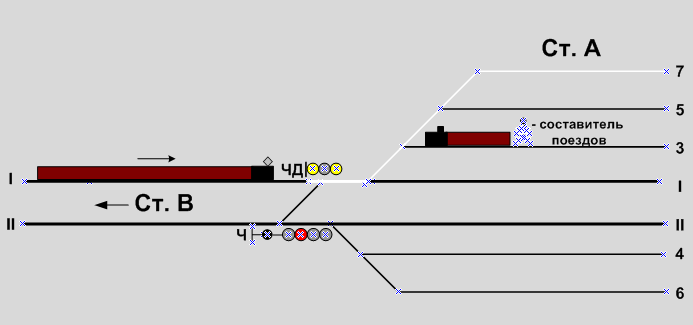 Ст. А
7
5
- составитель
поездов
3
ЧД
I
I
Ст. В
II
II
Ч
4
6